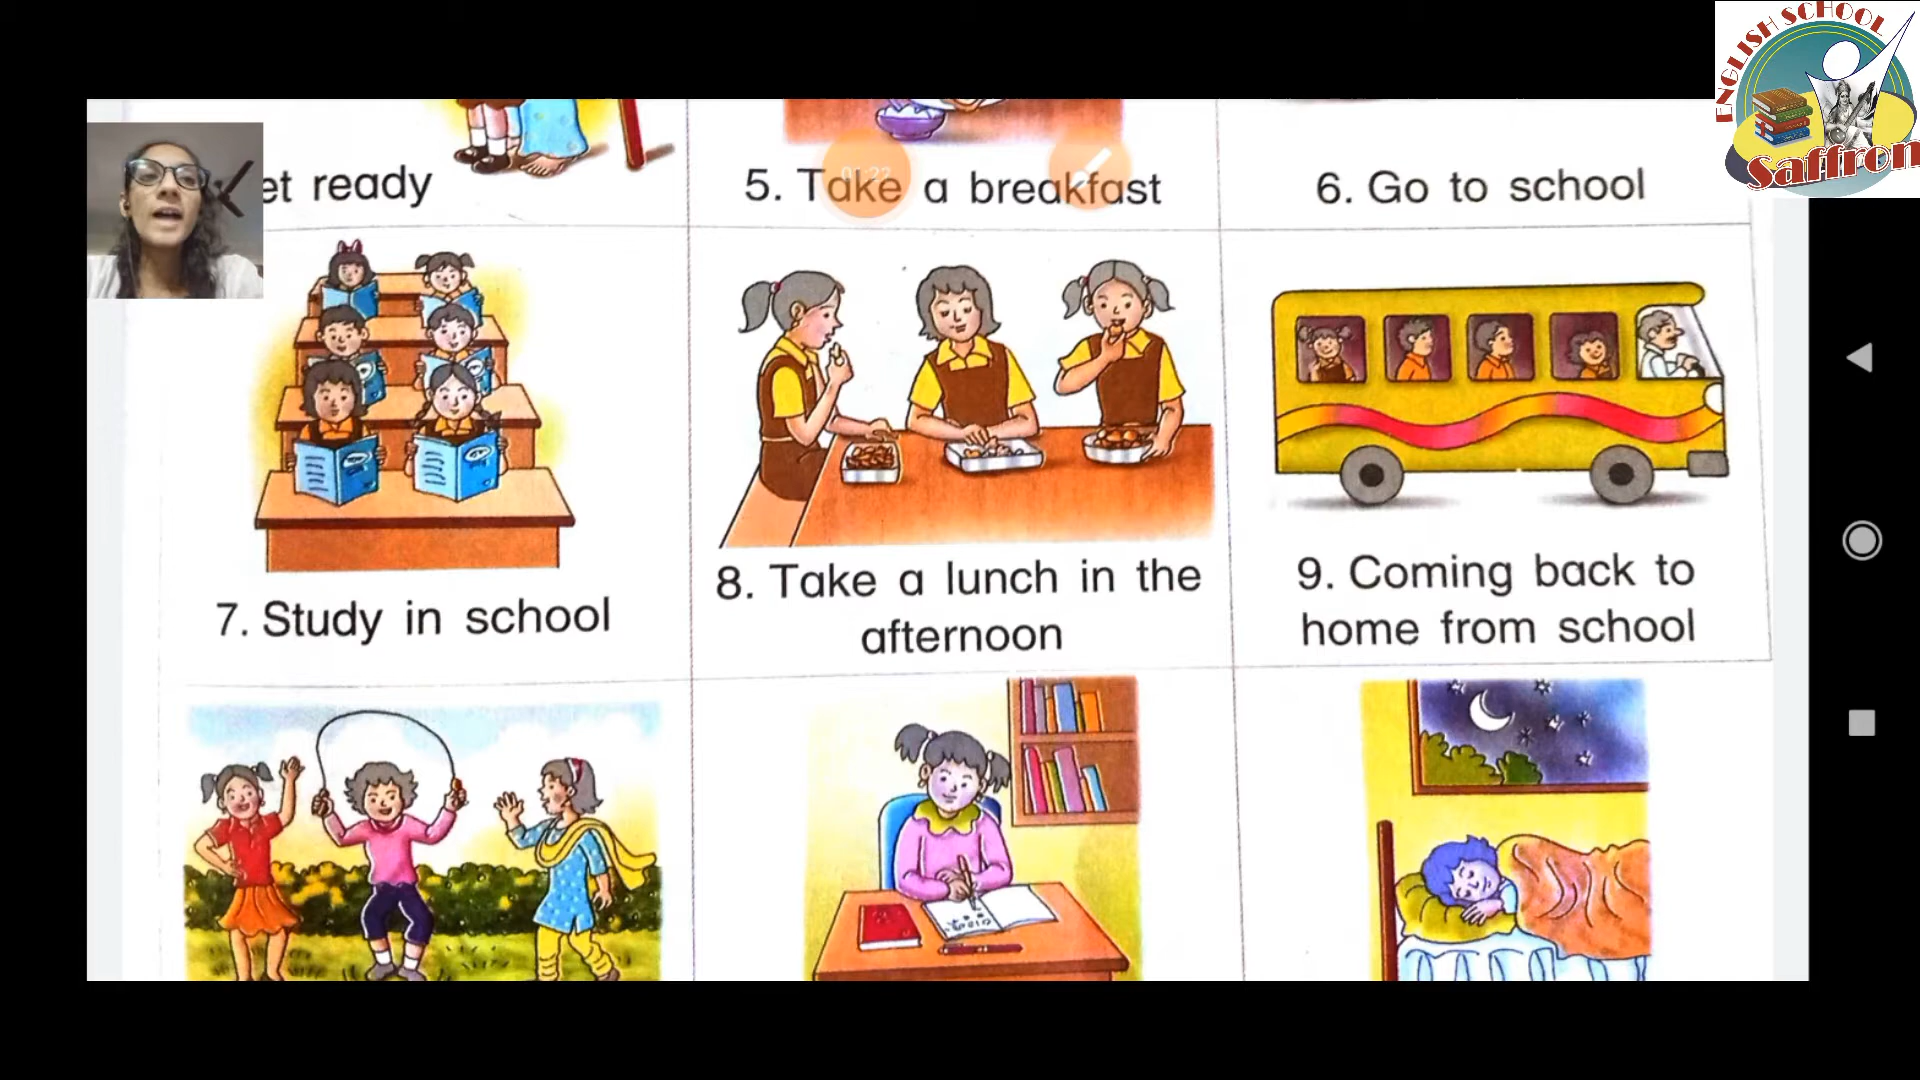 ENGLISH SCHOOL
Saffron
et ready
5. Take a breakfast
6. Go to school
7. Study in school
8. Take a lunch in the
afternoon
9. Coming back to
home from school